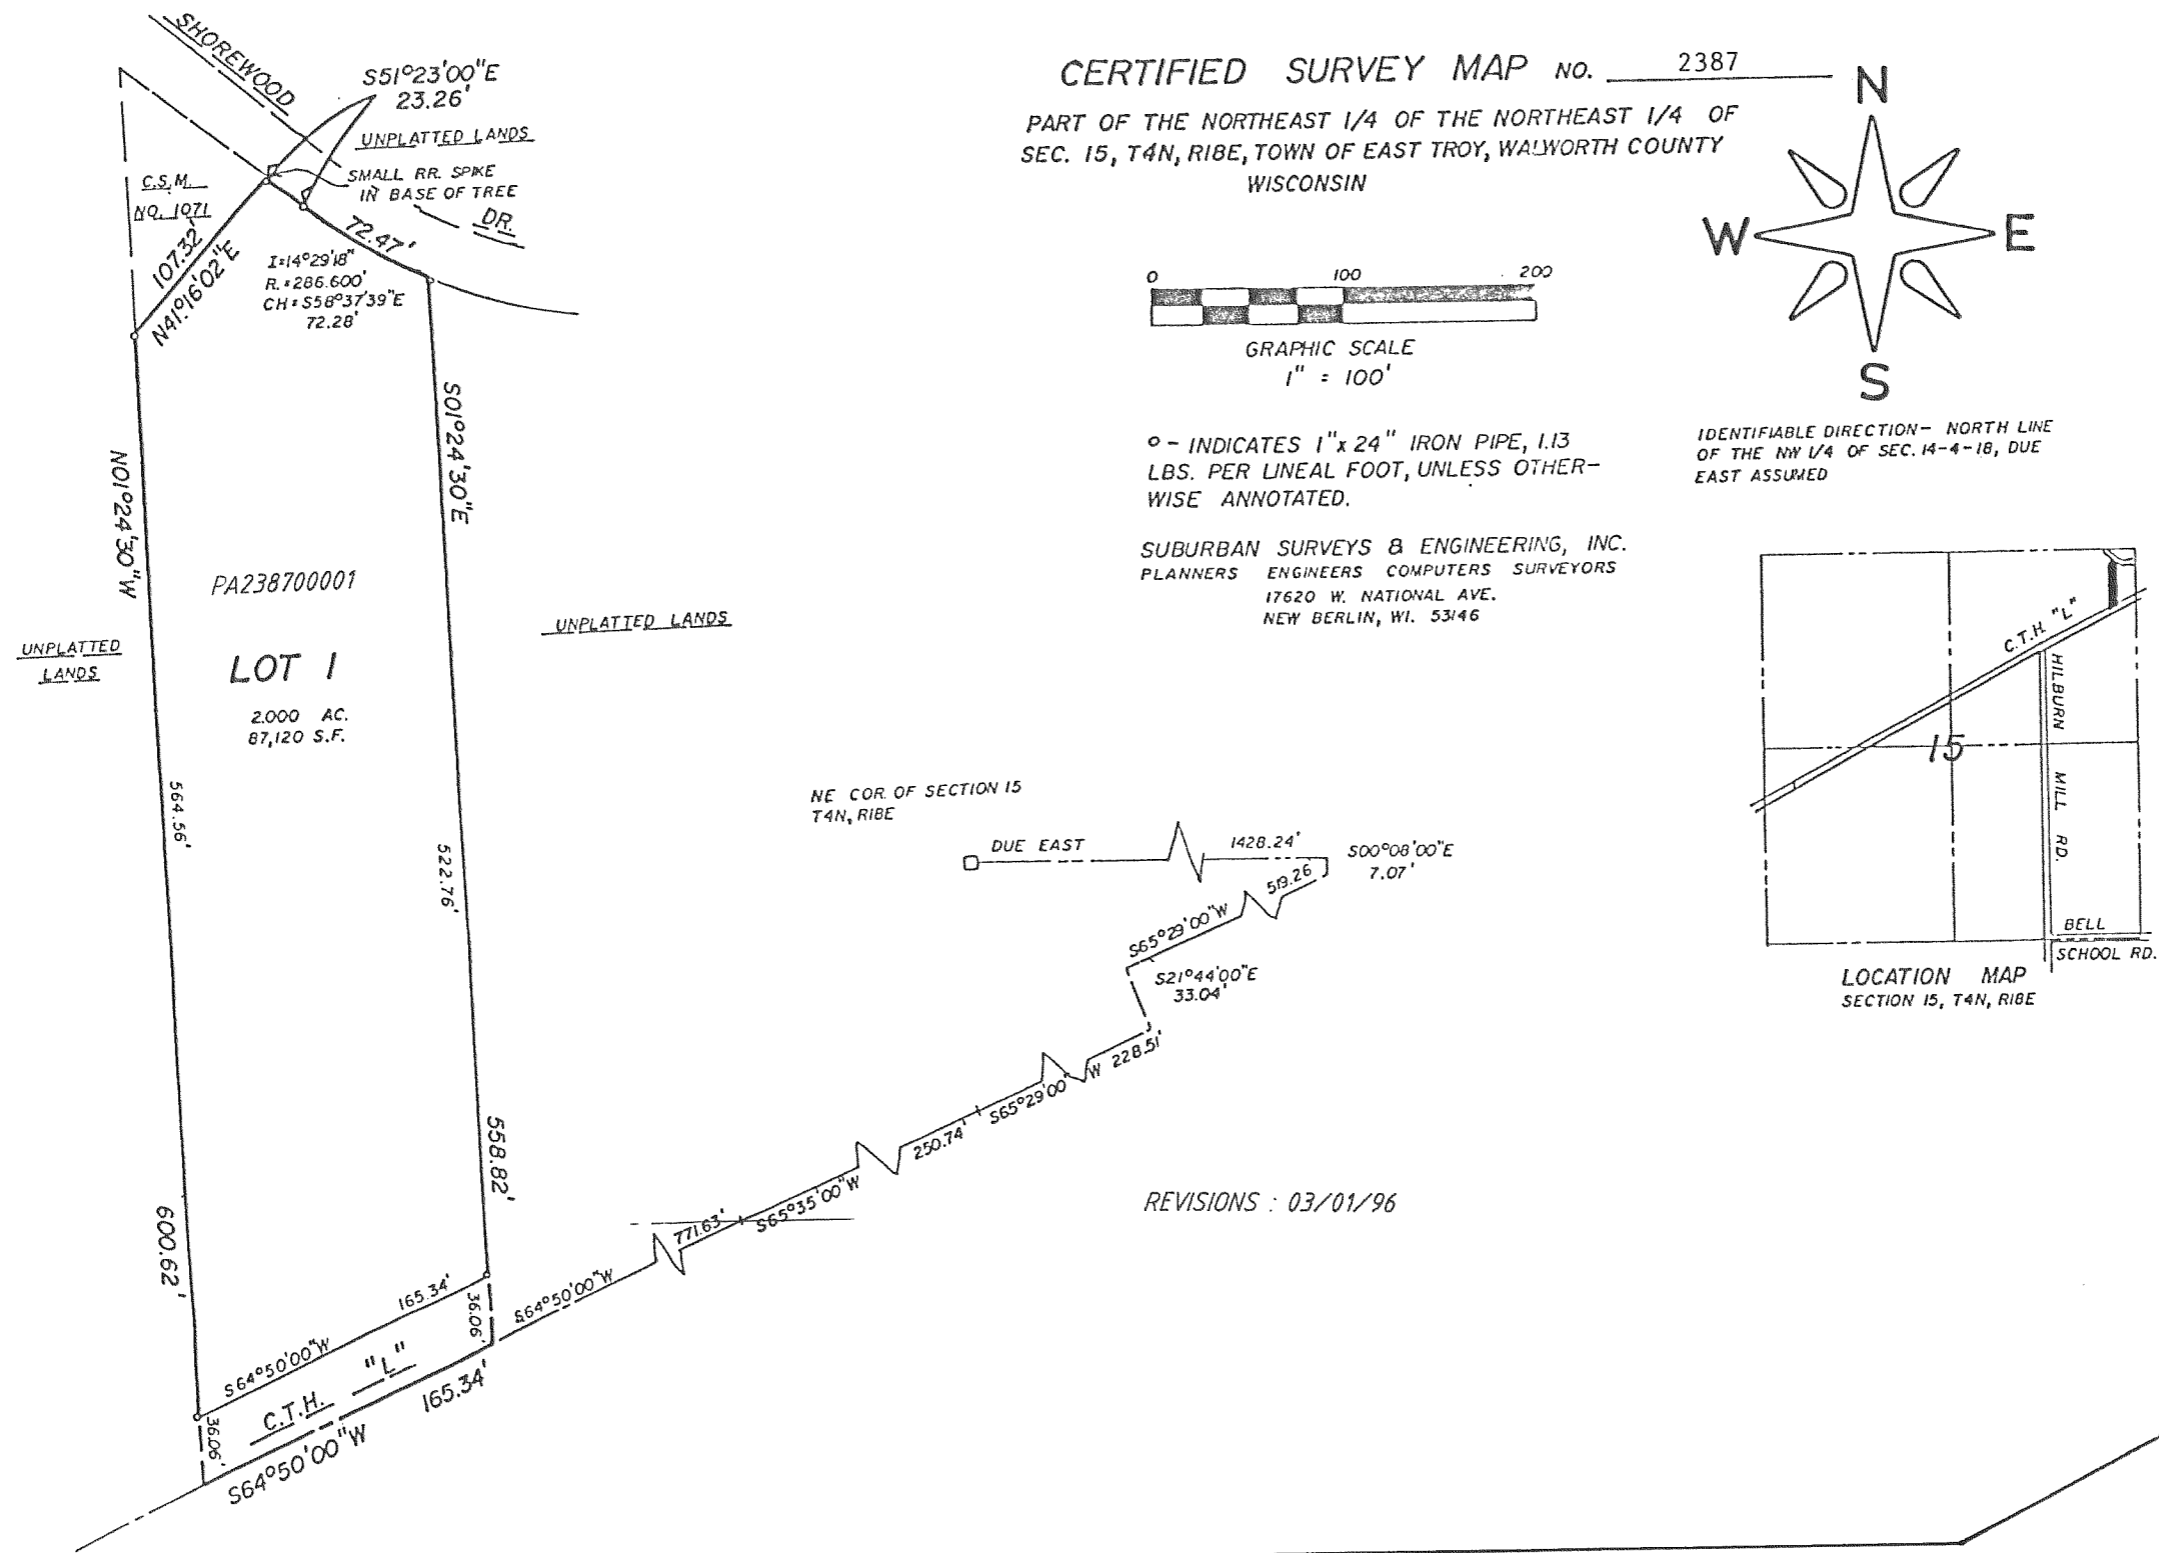 CERTIFIED SURVEY MAP NO. 2387
PART OF THE NORTHEAST 1/4 OF THE NORTHEAST 1/4 OF
SEC. 15, T4N, R18E, TOWN OF EAST TROY, WALWORTH COUNTY
WISCONSIN
N
W
E
S
SHOREWOOD
S51°23'00"E
23.26'
UNPLATTED LANDS
SMALL RR. SPIKE
IN BASE OF TREE
C.S.M.
NO. 1071
DR.
72.47'
107.32'
N41°16'02"E
I=14°29'18"
R.=286.600'
CH=S58°37'39"E
72.28'
0 100 200
GRAPHIC SCALE
1" = 100'
o - INDICATES 1"x 24" IRON PIPE, 1.13
LBS. PER LINEAL FOOT, UNLESS OTHER-
WISE ANNOTATED.
IDENTIFIABLE DIRECTION- NORTH LINE
OF THE NW 1/4 OF SEC. 14-4-18, DUE
EAST ASSUMED
SUBURBAN SURVEYS & ENGINEERING, INC.
PLANNERS ENGINEERS COMPUTERS SURVEYORS
17620 W. NATIONAL AVE.
NEW BERLIN, WI. 53146
N01°24'30"W
S01°24'30"E
PA238700001
UNPLATTED
LANDS
LOT 1
2.000 AC.
87,120 S.F.
UNPLATTED LANDS
564.56'
522.76'
600.62'
558.82'
NE COR. OF SECTION 15
T4N, R18E
DUE EAST
1428.24'
S00°08'00"E
7.07'
519.26
S65°29'00"W
S21°44'00"E
33.04'
228.51'
S65°29'00"W
250.74'
S65°35'00"W
771.63'
S64°50'00"W
165.34'
36.06'
S64°50'00"W
C.T.H. "L"
36.06'
165.34'
S64°50'00"W
C.T.H. "L"
HILBURN
MILL RD.
15
BELL
SCHOOL RD.
LOCATION MAP
SECTION 15, T4N, R18E
REVISIONS : 03/01/96